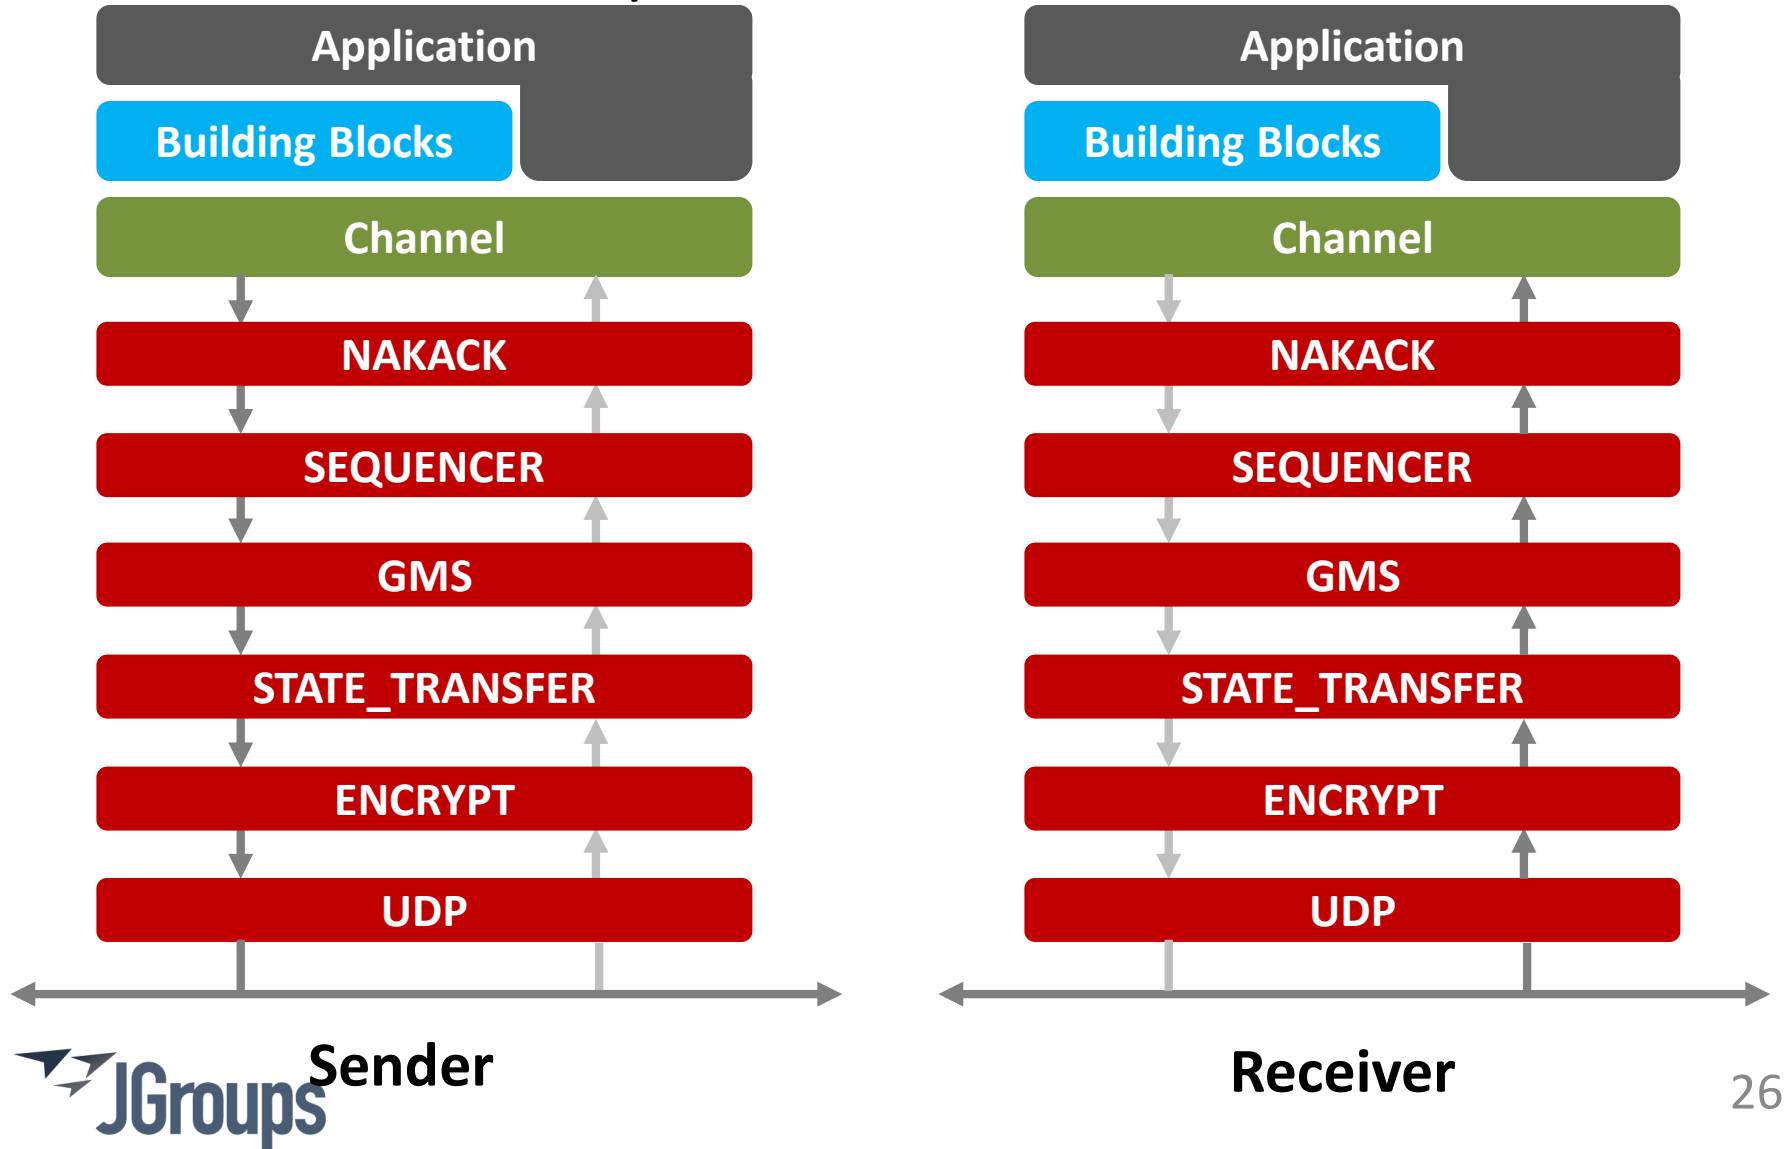 Application
Building Blocks
Channel
NAKACK
SEQUENCER
GMS
STATE_TRANSFER
ENCRYPT
UDP
Sender
Application
Building Blocks
Channel
NAKACK
SEQUENCER
GMS
STATE_TRANSFER
ENCRYPT
UDP
Receiver
JGroups
26